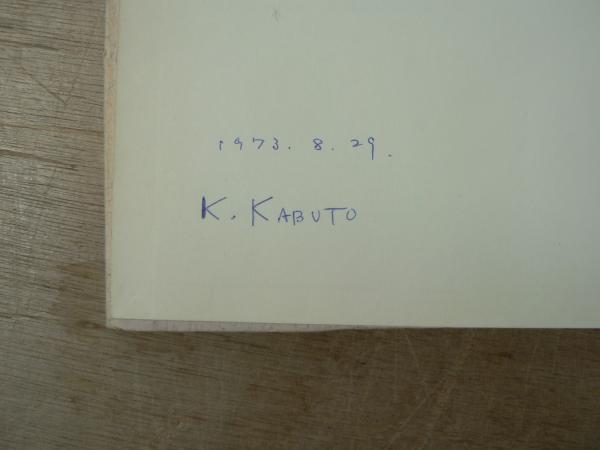 1973. 8. 29.
K. KABUTO